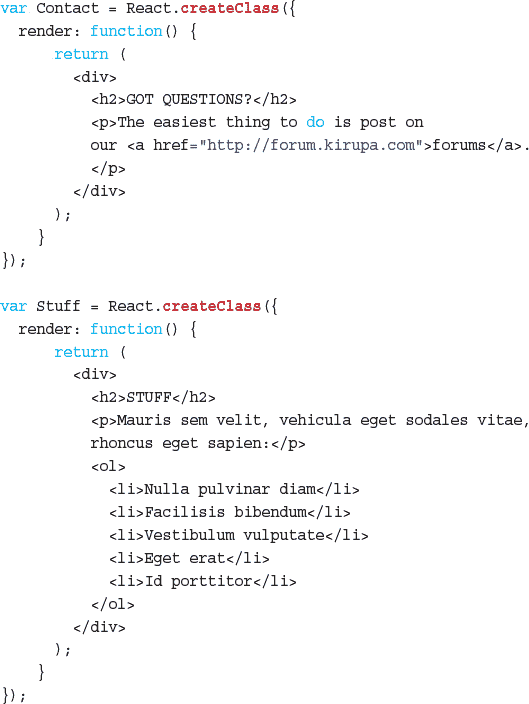 var Contact = React.createClass({
  render: function() {
      return (
        <div>
          <h2>GOT QUESTIONS?</h2>
          <p>The easiest thing to do is post on
          our <a href="http://forum.kirupa.com">forums</a>.
          </p>
        </div>
      );
    }
});

var Stuff = React.createClass({
  render: function() {
      return (
        <div>
          <h2>STUFF</h2>
          <p>Mauris sem velit, vehicula eget sodales vitae,
          rhoncus eget sapien:</p>
          <ol>
            <li>Nulla pulvinar diam</li>
            <li>Facilisis bibendum</li>
            <li>Vestibulum vulputate</li>
            <li>Eget erat</li>
            <li>Id porttitor</li>
          </ol>
        </div>
      );
    }
});